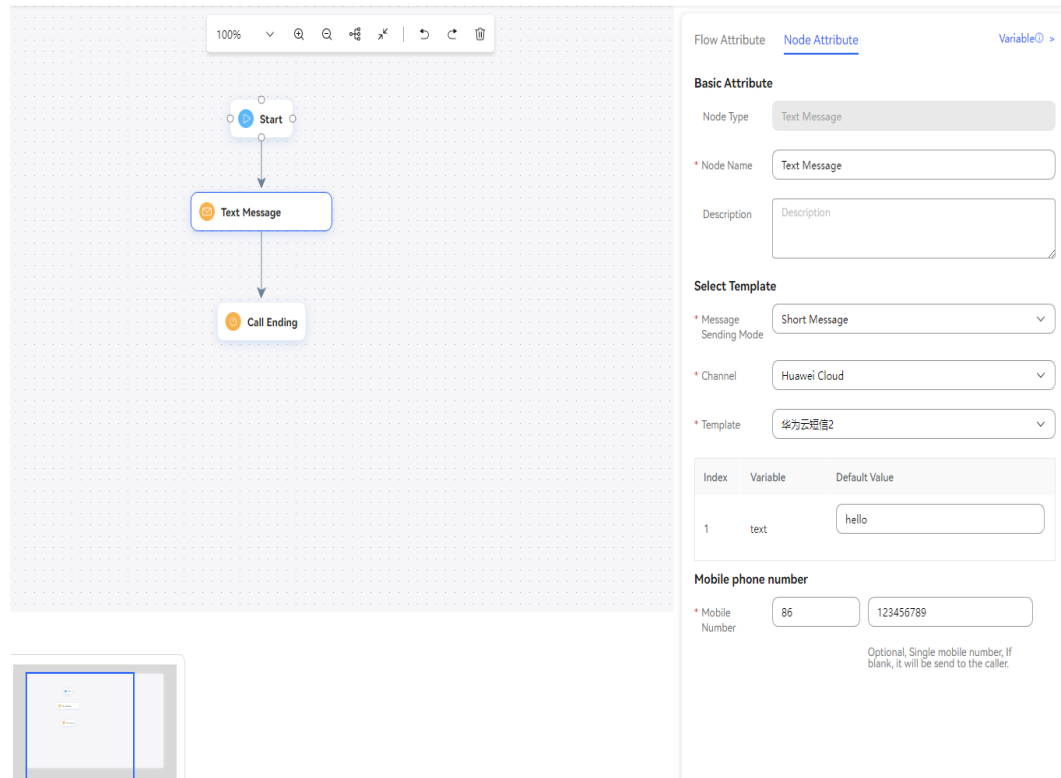 100%
Start
Text Message
Call Ending
Flow Attribute Node Attribute Variable >
Basic Attribute
Node Type Text Message
* Node Name Text Message
Description Description
Select Template
* Message Sending Mode Short Message
* Channel Huawei Cloud
* Template 华为云短信2
Index Variable Default Value
1 text hello
Mobile phone number
* Mobile Number 86 123456789
Optional, Single mobile number, If
blank, it will be send to the caller.